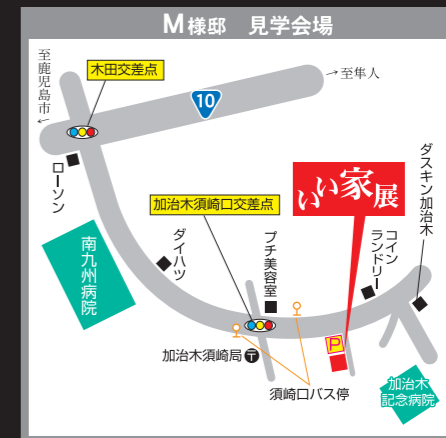 M様邸 見学会場
至鹿児島市
木田交差点
10
至隼人
ローソン
南九州病院
加治木須崎口交差点
ダイハツ
プチ美容室
いい家展
コインランドリー
ダスキン加治木
加治木須崎局〒
P
須崎口バス停
加治木
記念病院